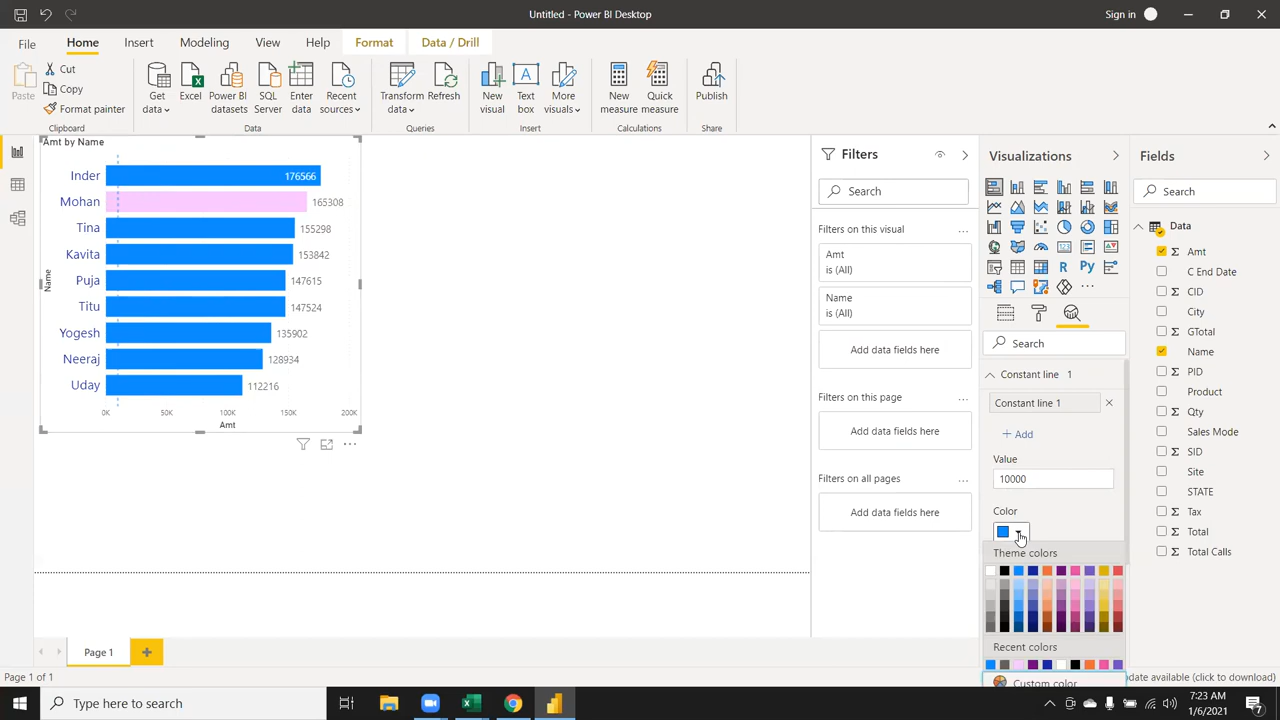 Untitled - Power BI Desktop
Sign in
File
Home
Insert
Modeling
View
Help
Format
Data / Drill
Paste
Cut
Copy
Format painter
Clipboard
Get data
Excel
Power BI datasets
SQL Server
Enter data
Recent sources
Data
Transform data
Refresh
Queries
New visual
Text box
More visuals
Insert
New measure
Quick measure
Calculations
Publish
Share
Amt by Name
Inder 176566
Mohan 165308
Tina 155298
Kavita 153842
Puja 147615
Titu 147524
Yogesh 135902
Neeraj 128934
Uday 112216
Name
0K 50K 100K 150K 200K
Amt
Filters
Search
Filters on this visual
Amt
is (All)
Name
is (All)
Add data fields here
Filters on this page
Add data fields here
Filters on all pages
Add data fields here
Visualizations
R
Py
Search
Constant line 1
Constant line 1
Add
Value
10000
Color
Theme colors
Recent colors
Custom color
Fields
Search
Data
Amt
C End Date
CID
City
GTotal
Name
PID
Product
Qty
Sales Mode
SID
Site
STATE
Tax
Total
Total Calls
Page 1
Page 1 of 1
date available (click to download)
Type here to search
7:23 AM
1/6/2021